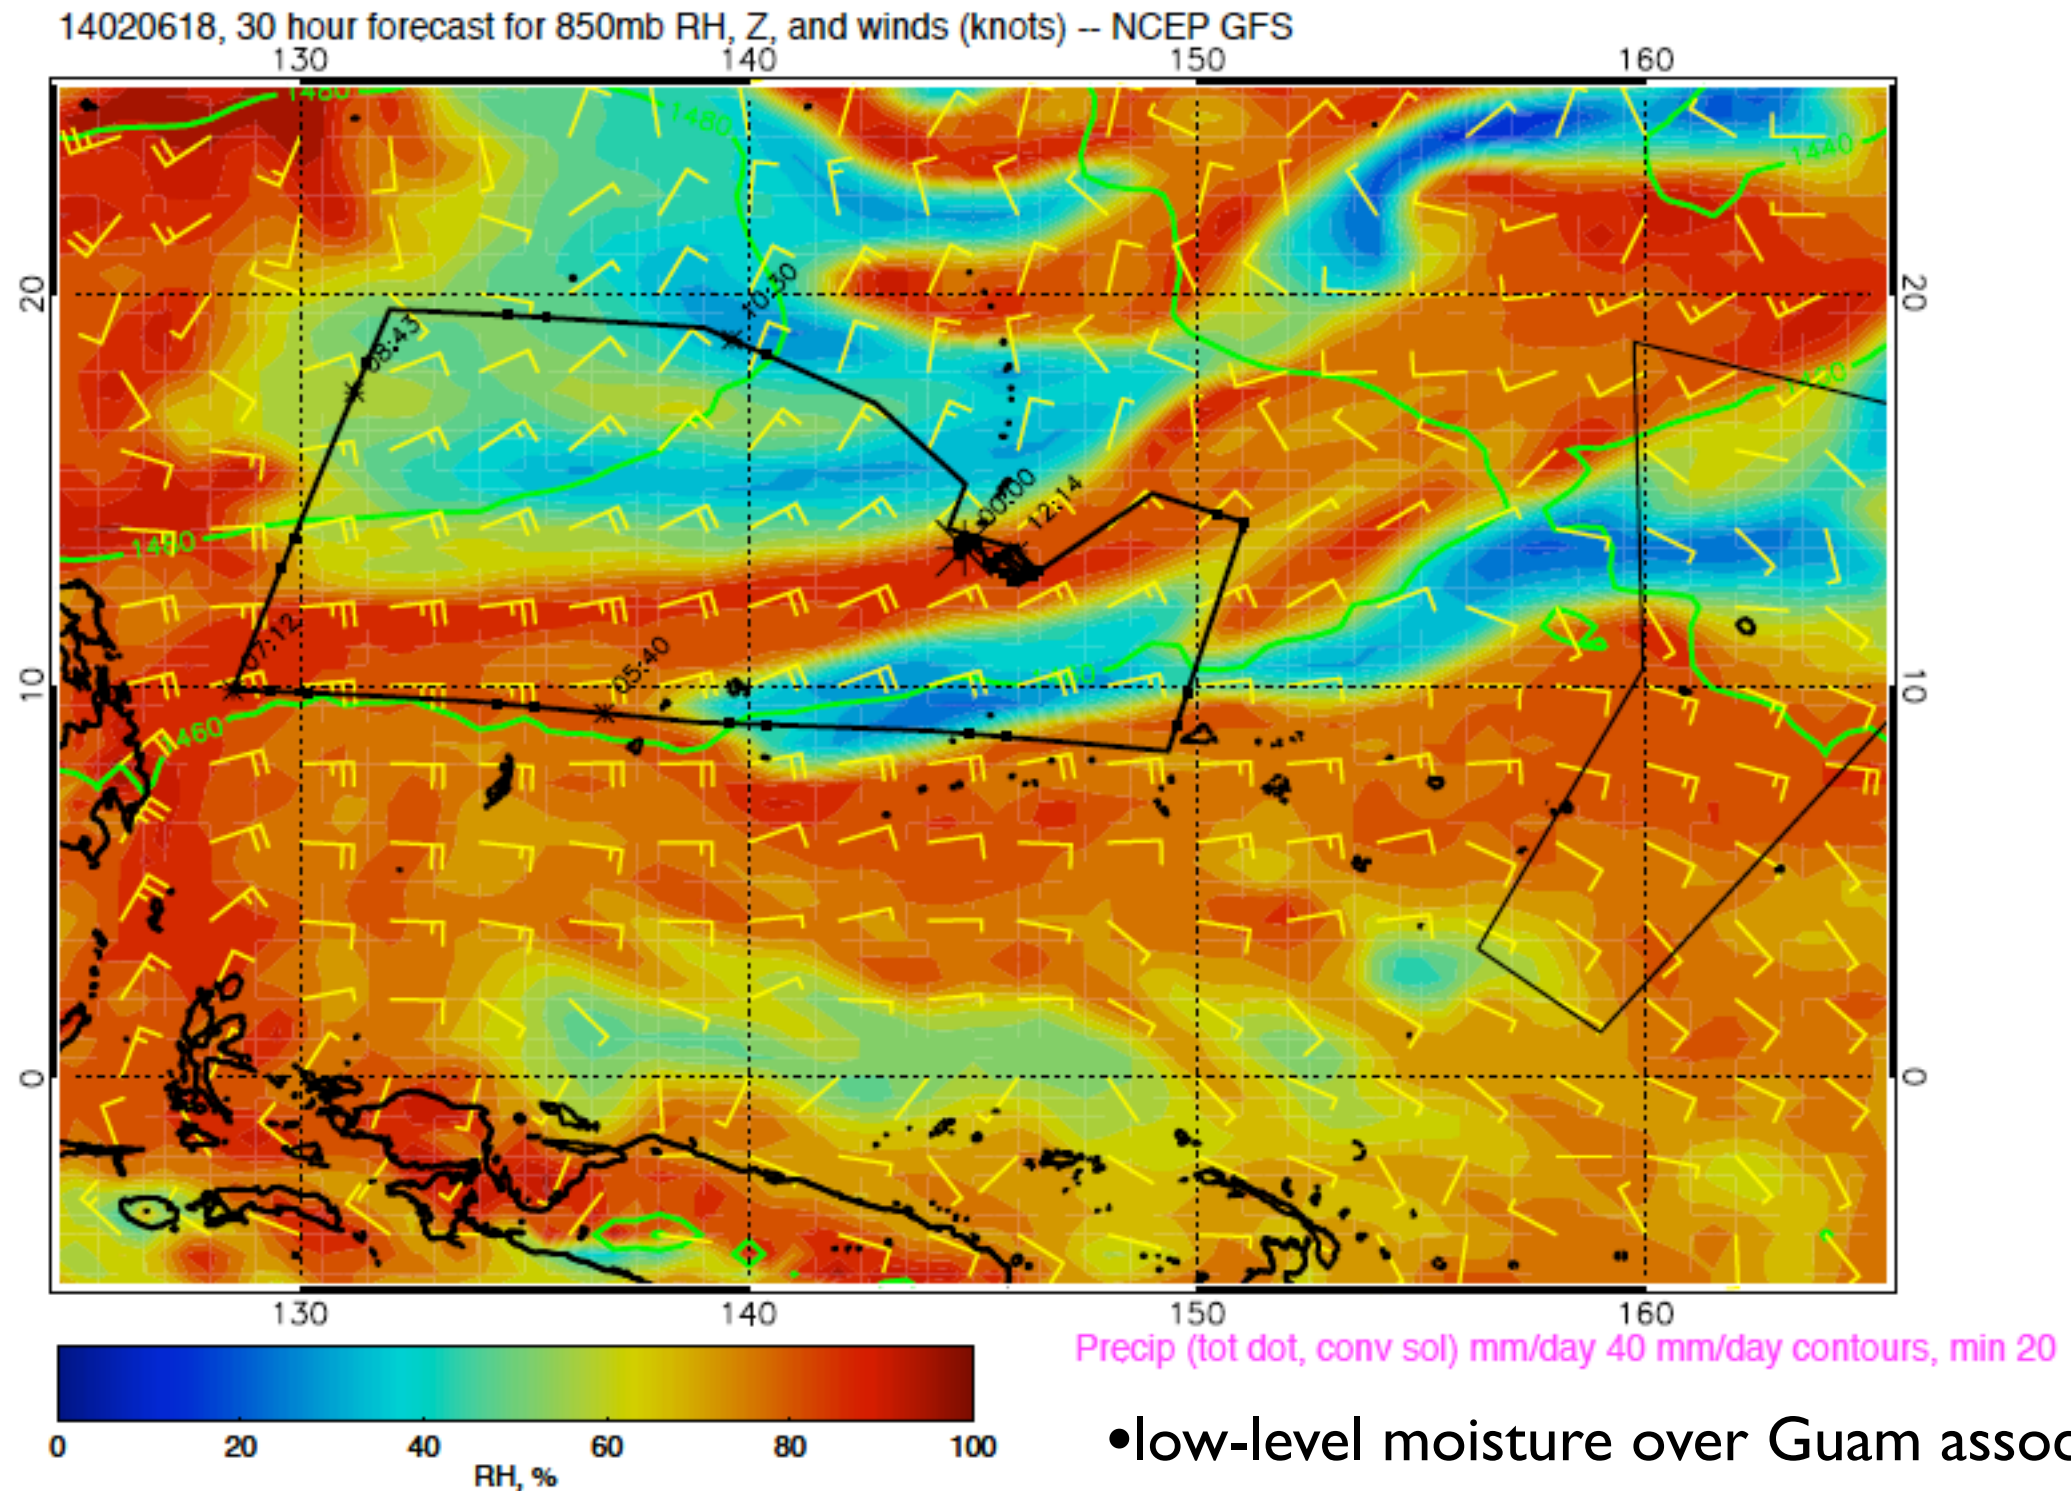 14020618, 30 hour forecast for 850mb RH, Z, and winds (knots) -- NCEP GFS
130 140 150 160
1480
1480
1440
20 20
10:30
08:43
1450
00:00
12:14
1460
07:12
05:40
10 10
1460
0 0
130 140 150 160
Precip (tot dot, conv sol) mm/day 40 mm/day contours, min 20
0 20 40 60 80 100
RH, %
•low-level moisture over Guam assoc